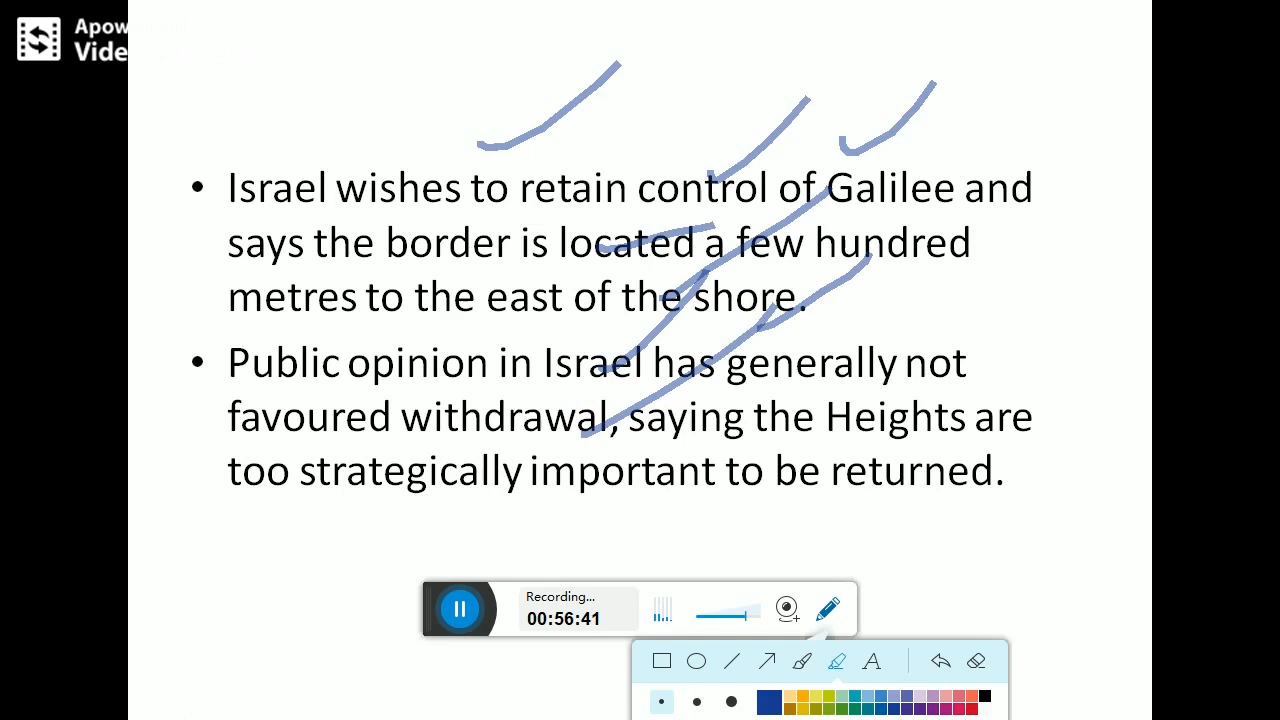 Israel wishes to retain control of Galilee and
says the border is located a few hundred
metres to the east of the shore.
Public opinion in Israel has generally not
favoured withdrawal, saying the Heights are
too strategically important to be returned.
Recording...
00:56:41
A